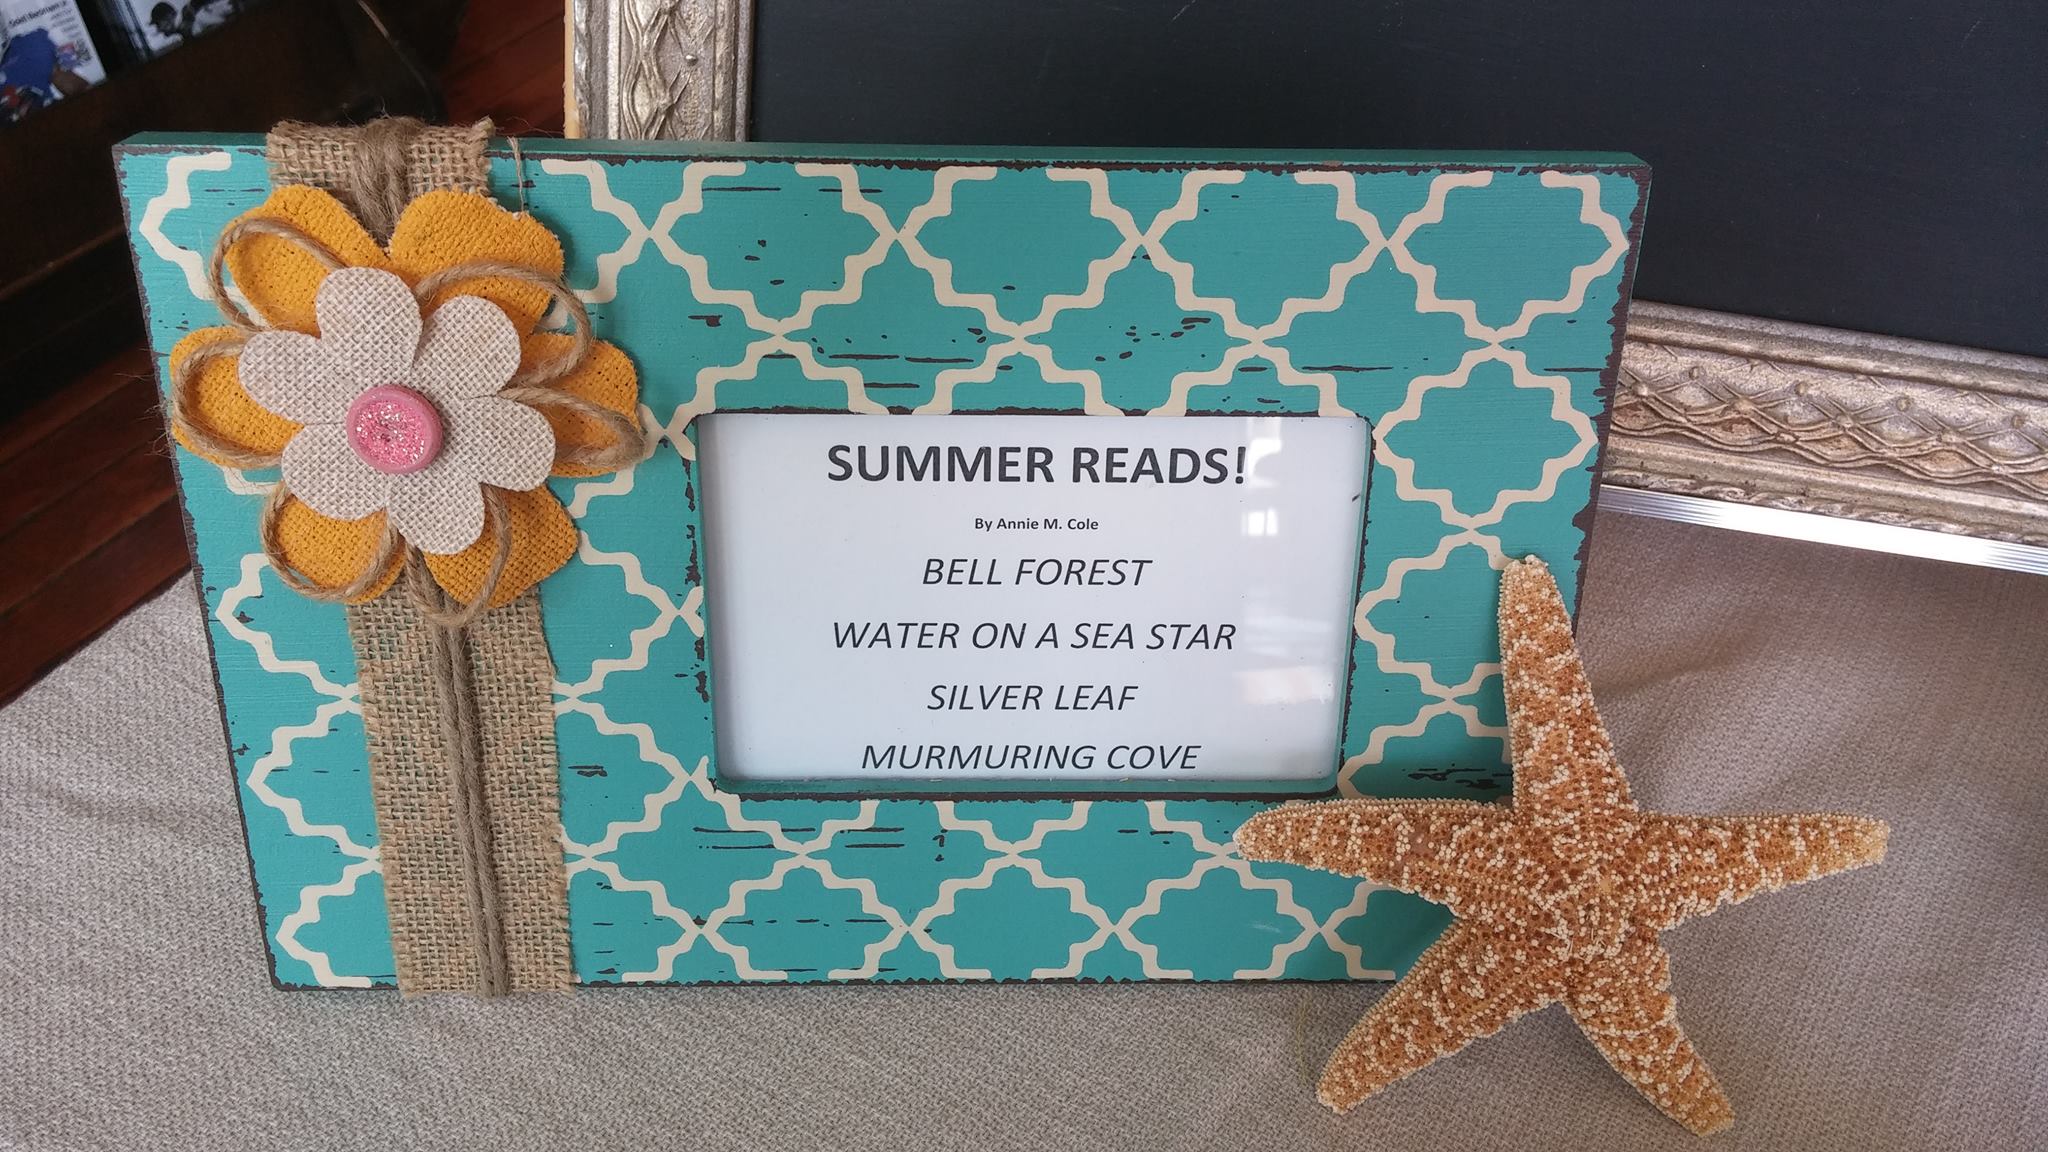 SUMMER READS!
By Annie M. Cole
BELL FOREST
WATER ON A SEA STAR
SILVER LEAF
MURMURING COVE